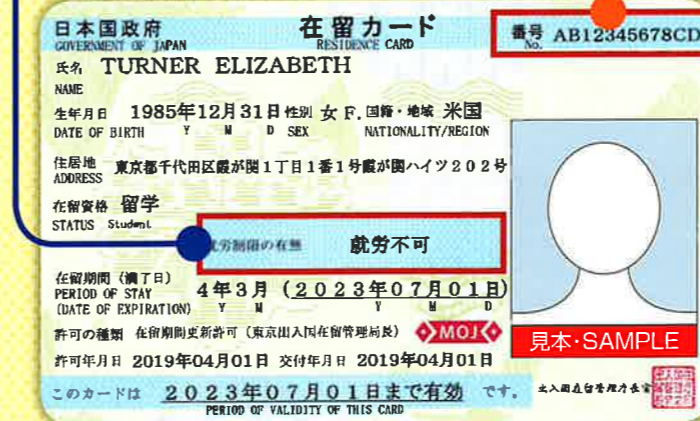 日本国政府 在留カード 番号 AB12345678CD
GOVERNMENT OF JAPAN RESIDENCE CARD No.
氏名 TURNER ELIZABETH
NAME
生年月日 1985年12月31日 性別 女 F. 国籍・地域 米国
DATE OF BIRTH Y M D SEX NATIONALITY/REGION
住居地 東京都千代田区霞が関1丁目1番1号霞が関ハイツ202号
ADDRESS
在留資格 留学
STATUS Student
就労制限の有無 就労不可
在留期間(満了日) 4年3月(2023年07月01日)
PERIOD OF STAY Y M Y M D
(DATE OF EXPIRATION)
許可の種類 在留期間更新許可(東京出入国在留管理局長) MOJ
見本・SAMPLE
許可年月日 2019年04月01日 交付年月日 2019年04月01日
このカードは 2023年07月01日まで有効 です。 出入国在留管理庁長官
PERIOD OF VALIDITY OF THIS CARD